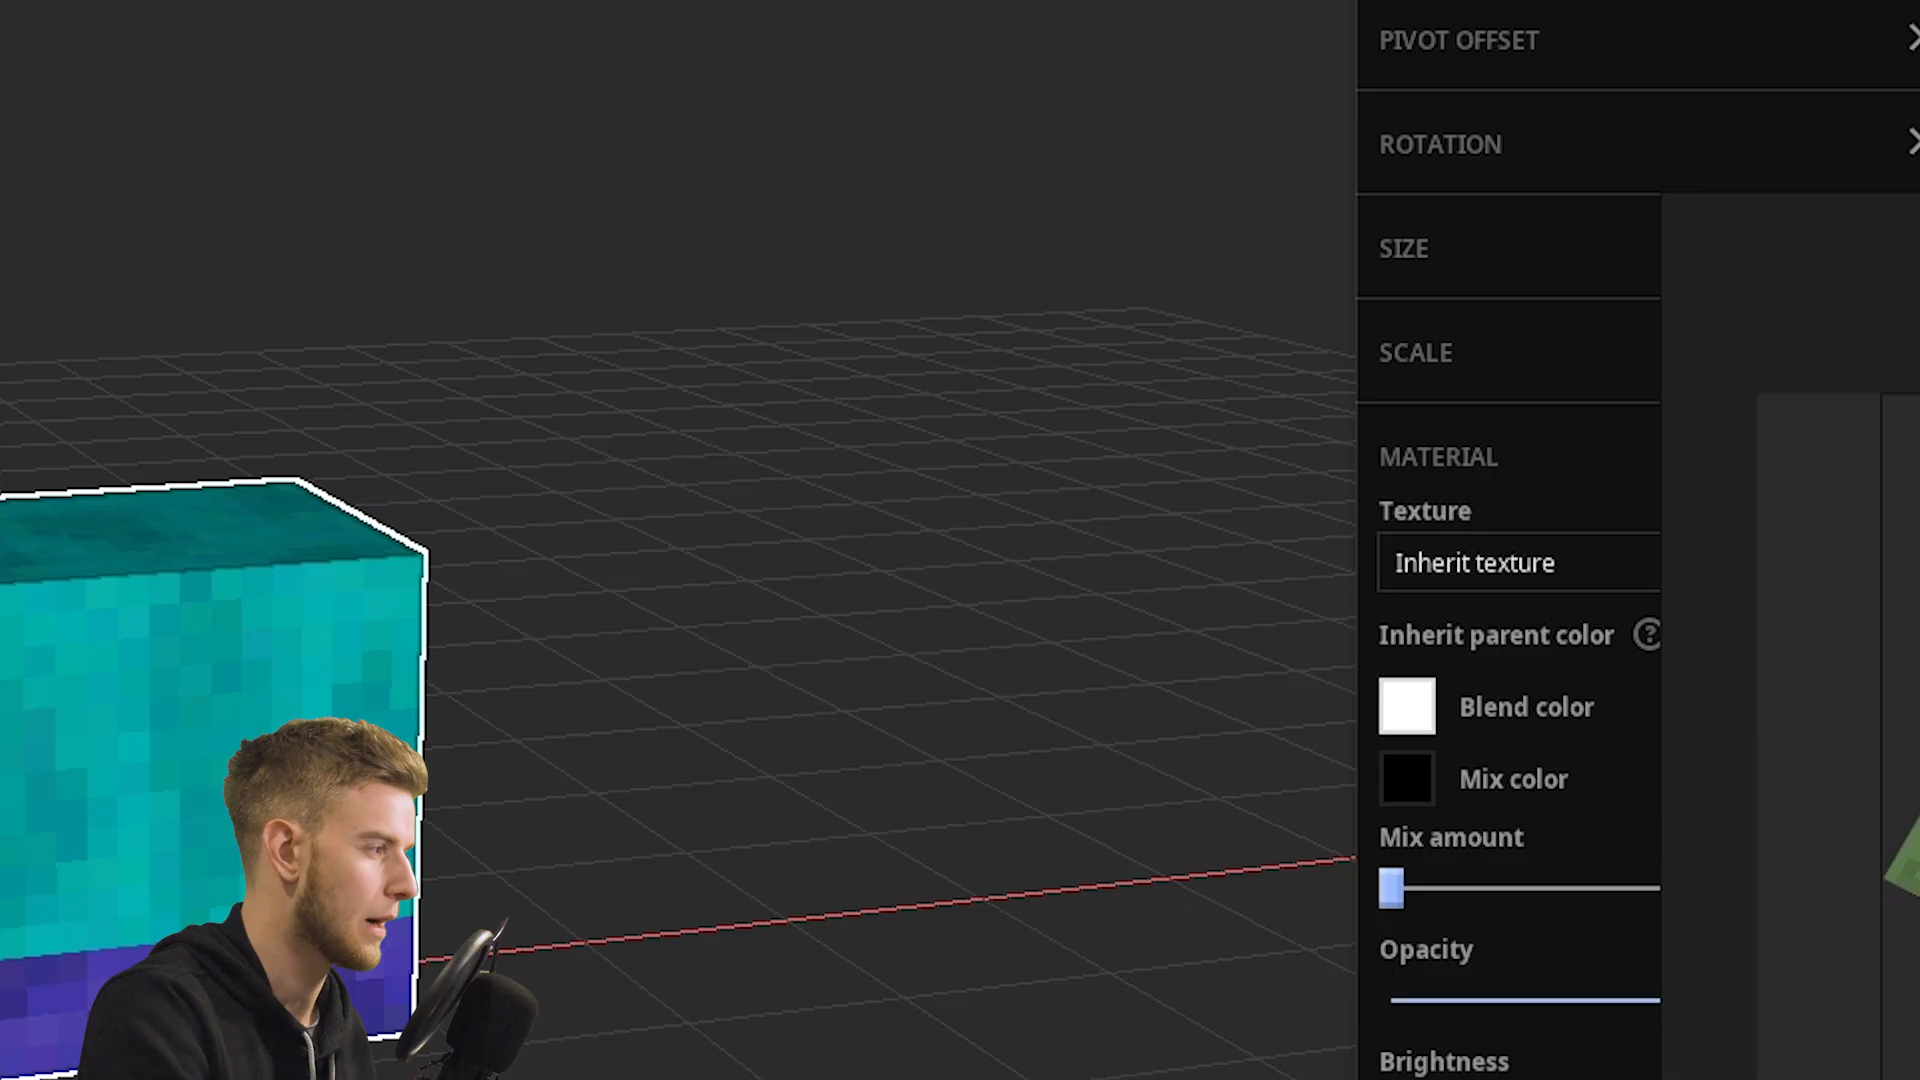 PIVOT OFFSET
ROTATION
SIZE
SCALE
MATERIAL
Texture
Inherit texture
Inherit parent color ?
Blend color
Mix color
Mix amount
Opacity
Brightness